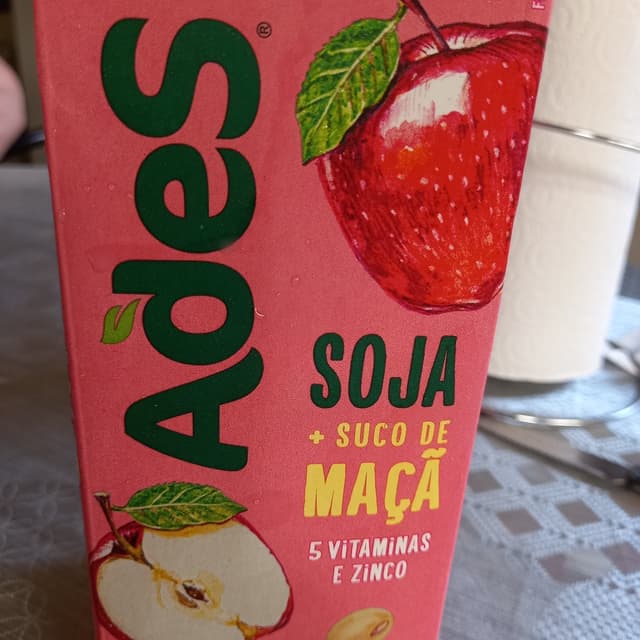 AdeS®
SOJA
+ SUCO DE
MAÇÃ
5 ViTAMiNAS
E ZiNCO